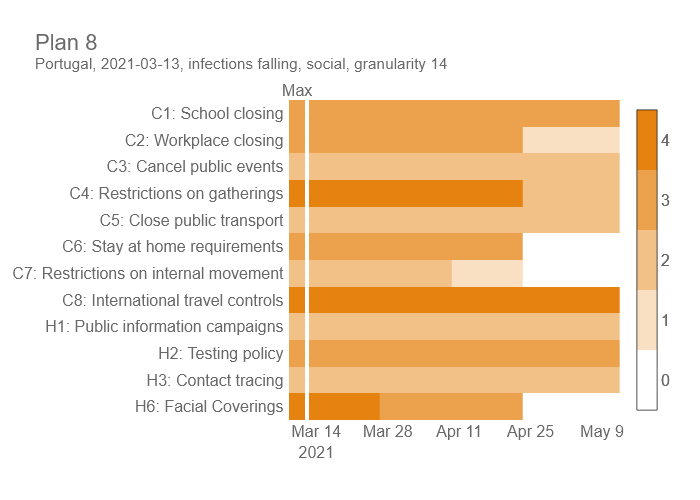 Plan 8
Portugal, 2021-03-13, infections falling, social, granularity 14
Max
C1: School closing
C2: Workplace closing
C3: Cancel public events
C4: Restrictions on gatherings
C5: Close public transport
C6: Stay at home requirements
C7: Restrictions on internal movement
C8: International travel controls
H1: Public information campaigns
H2: Testing policy
H3: Contact tracing
H6: Facial Coverings
Mar 14 Mar 28 Apr 11 Apr 25 May 9
2021
4
3
2
1
0